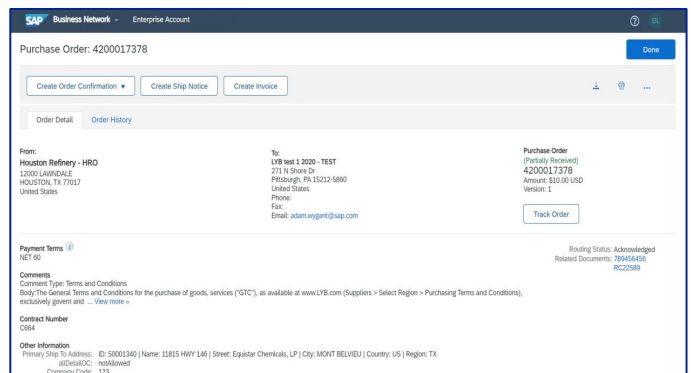 SAP Business Network Enterprise Account ? BL
Purchase Order: 4200017378 Done
Create Order Confirmation ▼ Create Ship Notice Create Invoice ...
Order Detail Order History
From:
Houston Refinery - HRO
12000 LAWNDALE
HOUSTON, TX 77017
United States
To:
LYB test 1 2020 - TEST
271 N Shore Dr
Pittsburgh, PA 15212-5860
United States
Phone:
Fax:
Email: adam.wygant@sap.com
Purchase Order
(Partially Received)
4200017378
Amount: $10.00 USD
Version: 1
Track Order
Payment Terms i
NET 60
Routing Status: Acknowledged
Related Documents: 789456456
RC22589
Comments
Comment Type: Terms and Conditions
Body:The General Terms and Conditions for the purchase of goods, services ("GTC"), as available at www.LYB.com (Suppliers > Select Region > Purchasing Terms and Conditions),
exclusively govern and ... View more »
Contract Number
C664
Other Information
Primary Ship To Address: ID: 50001340 | Name: 11815 HWY 146 | Street: Equistar Chemicals, LP | City: MONT BELVIEU | Country: US | Region: TX
allDetailOC: notAllowed
Company Code: 123